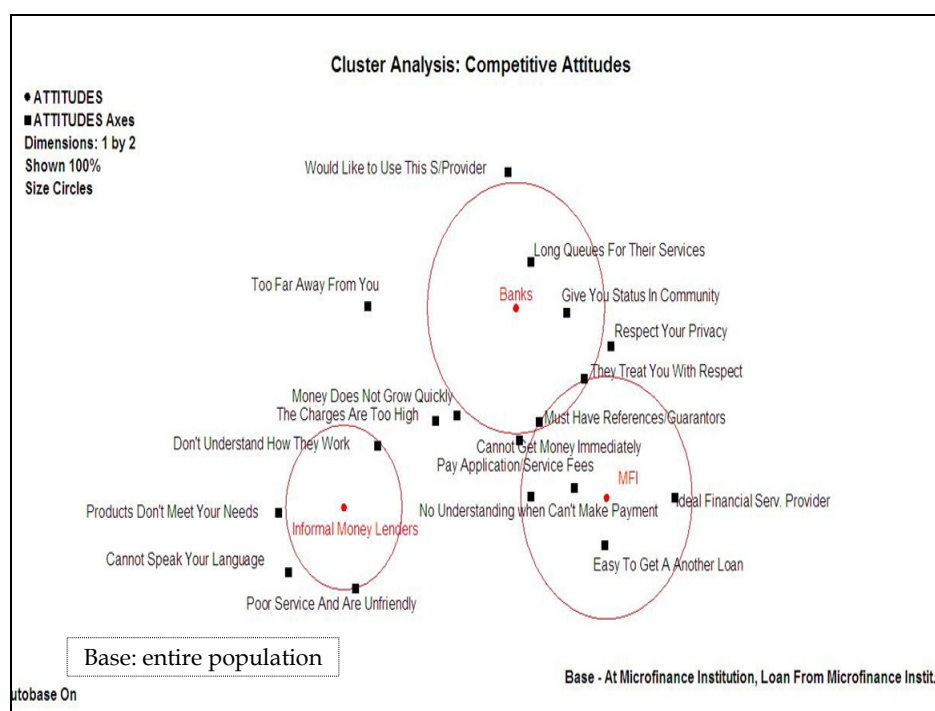 Cluster Analysis: Competitive Attitudes
ATTITUDES
ATTITUDES Axes
Dimensions: 1 by 2
Shown 100%
Size Circles
Would Like to Use This S/Provider
Long Queues For Their Services
Too Far Away From You
Banks
Give You Status In Community
Respect Your Privacy
They Treat You With Respect
Money Does Not Grow Quickly
The Charges Are Too High
Must Have References/Guarantors
Don't Understand How They Work
Cannot Get Money Immediately
Pay Application/Service Fees
MFI
Products Don't Meet Your Needs
No Understanding when Can't Make Payment
Ideal Financial Serv. Provider
Informal Money Lenders
Cannot Speak Your Language
Easy To Get A Another Loan
Poor Service And Are Unfriendly
Base: entire population
Base - At Microfinance Institution, Loan From Microfinance Instit.
utobase On